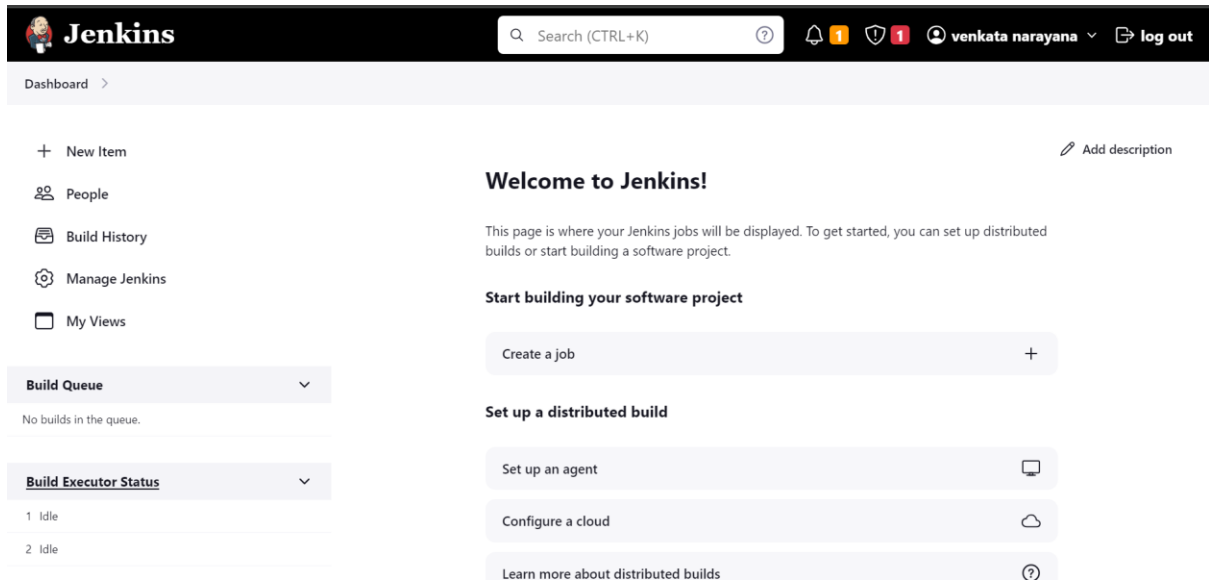 Jenkins
Search (CTRL+K)
1
1
venkata narayana
log out
Dashboard
New Item
People
Build History
Manage Jenkins
My Views
Build Queue
No builds in the queue.
Build Executor Status
1 Idle
2 Idle
Add description
Welcome to Jenkins!
This page is where your Jenkins jobs will be displayed. To get started, you can set up distributed
builds or start building a software project.
Start building your software project
Create a job
Set up a distributed build
Set up an agent
Configure a cloud
Learn more about distributed builds